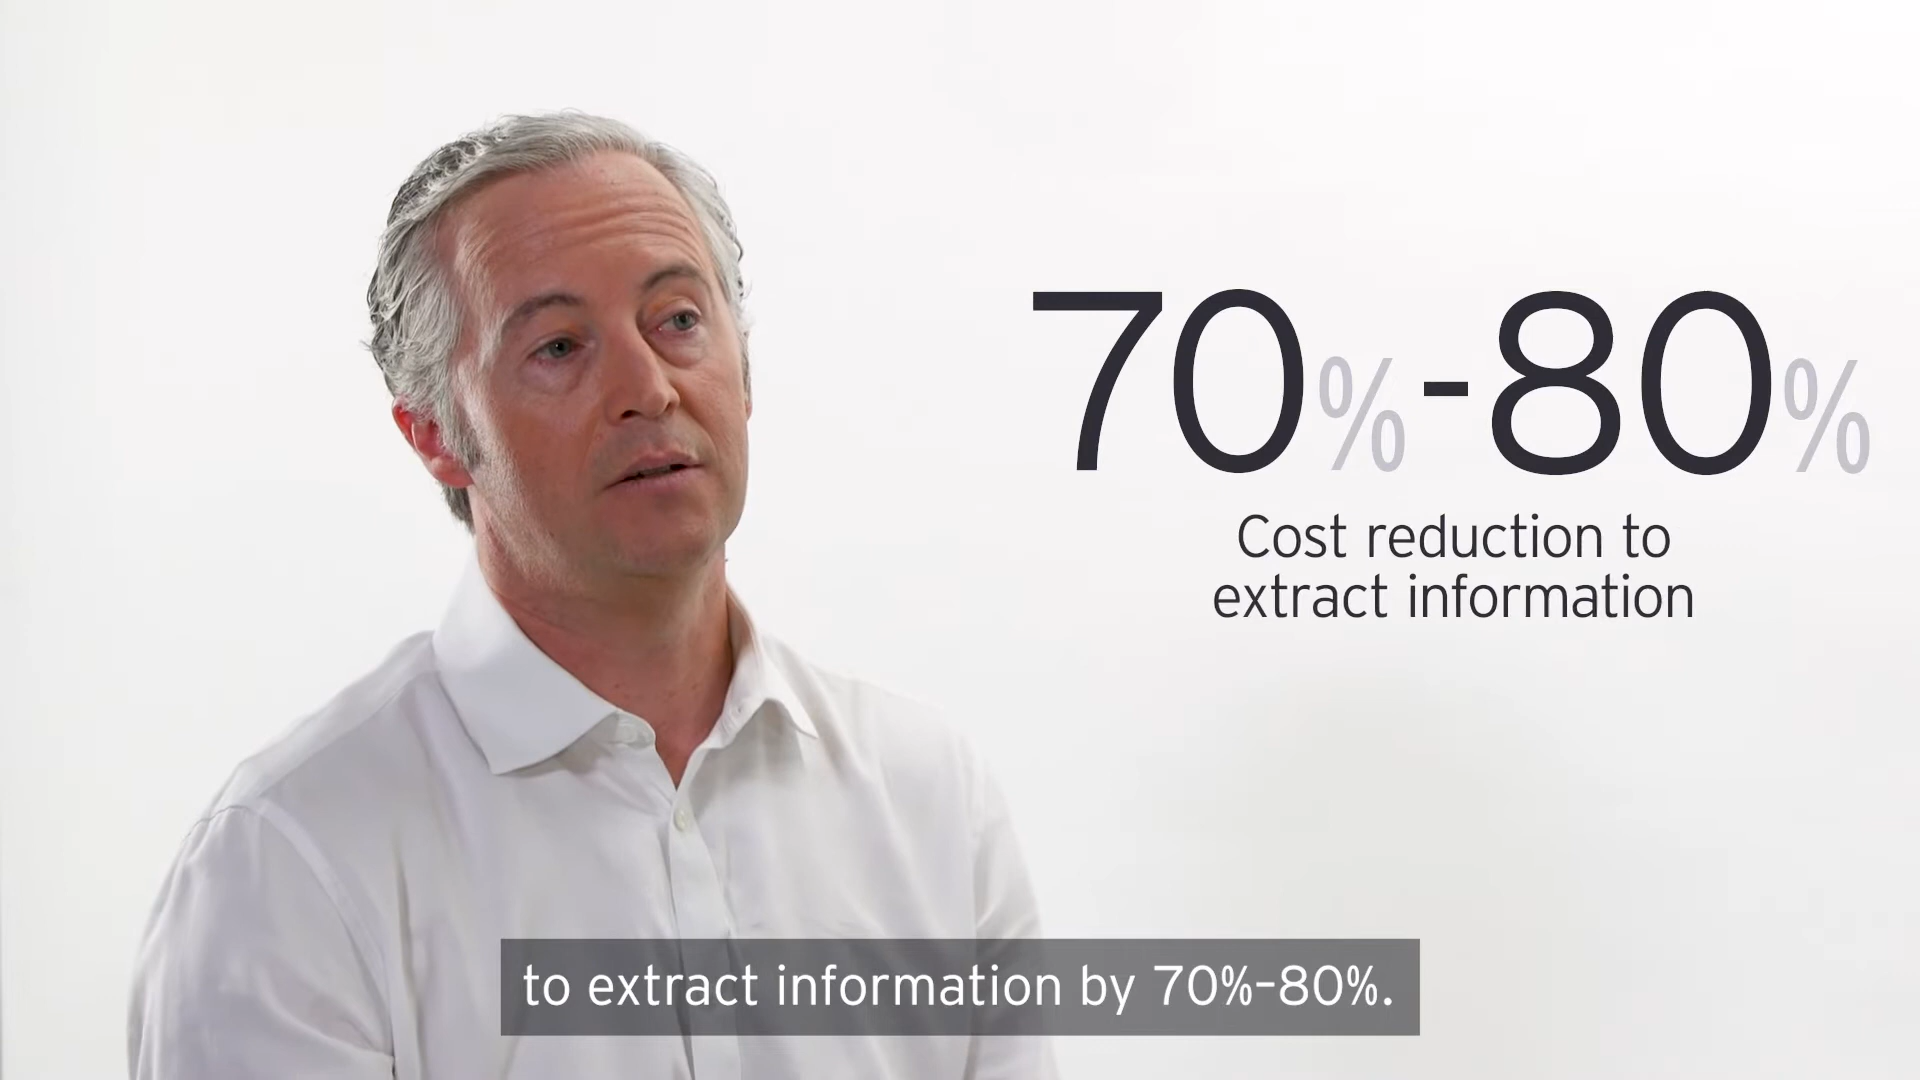 70%-80%
Cost reduction to
extract information
to extract information by 70%–80%.